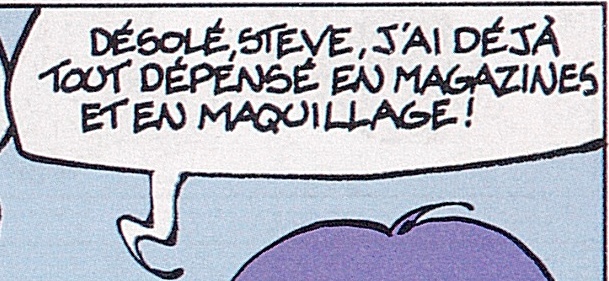 DÉSOLÉ, STEVE, J'AI DÉJÀ
TOUT DÉPENSÉ EN MAGAZINES
ET EN MAQUILLAGE !